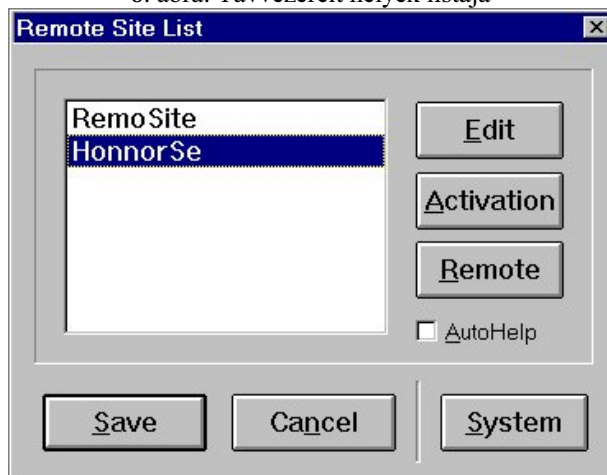 6. ábra. Távvezérelt helyek listája
Remote Site List
RemoSite
HonnorSe
Edit
Activation
Remote
AutoHelp
Save
Cancel
System